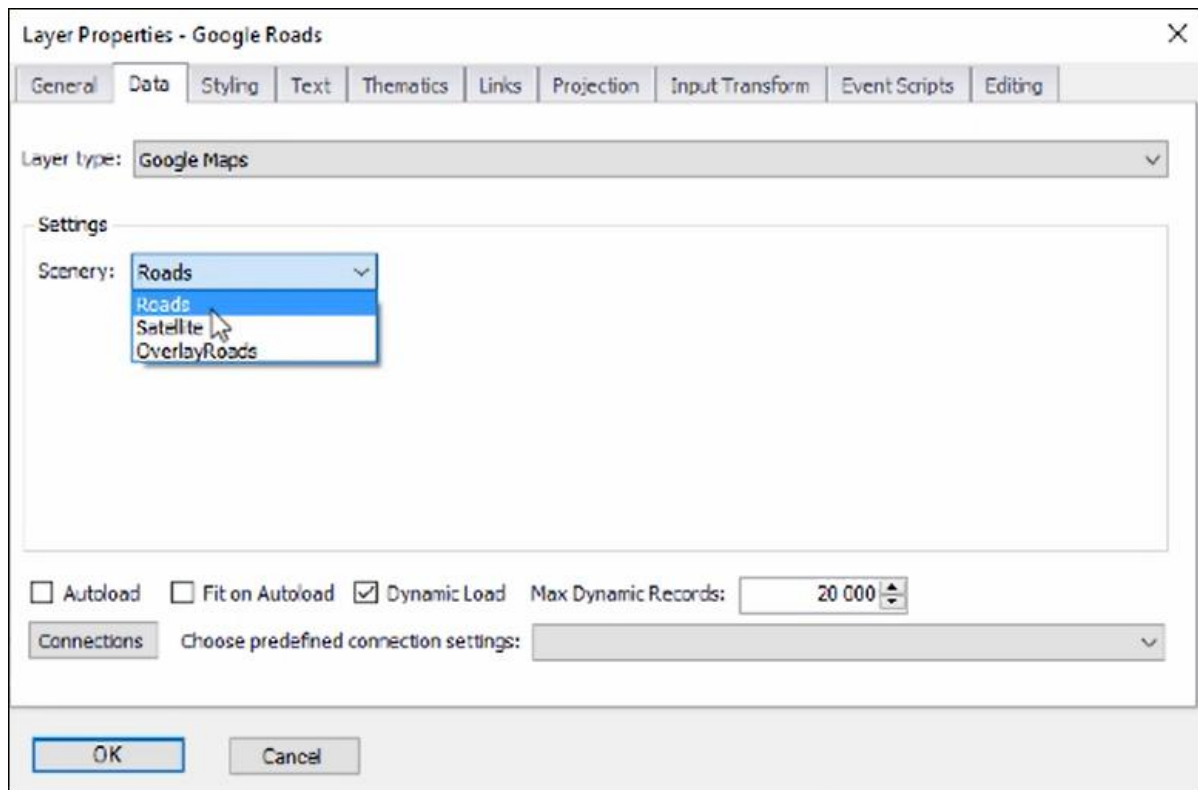 Layer Properties - Google Roads
General Data Styling Text Thematics Links Projection Input Transform Event Scripts Editing
Layer type: Google Maps
Settings
Scenery: Roads
Roads
Satellite
OverlayRoads
Autoload Fit on Autoload Dynamic Load Max Dynamic Records: 20 000
Connections Choose predefined connection settings:
OK Cancel